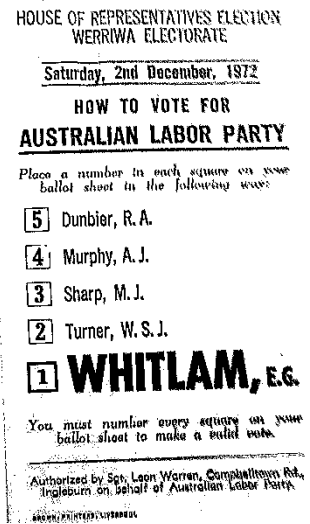 HOUSE OF REPRESENTATIVES ELECTION
WERRIWA ELECTORATE
Saturday, 2nd December, 1972
HOW TO VOTE FOR
AUSTRALIAN LABOR PARTY
Place a number in each square on your
ballot sheet in the following way:
5 Dunbier, R.A.
4 Murphy, A.J.
3 Sharp, M.J.
2 Turner, W.S.J.
1 WHITLAM, E.G.
You must number every square on your
ballot sheet to make a valid vote.
Authorized by Sgt. Leon Warren, Campbelltown Rd.,
Ingleburn on behalf of Australian Labor Party.
PRINTERS, LIVERPOOL